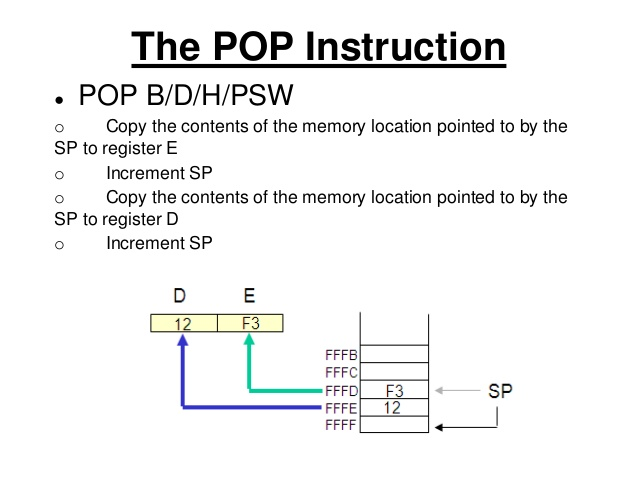 The POP Instruction
• POP B/D/H/PSW
o Copy the contents of the memory location pointed to by the
SP to register E
o Increment SP
o Copy the contents of the memory location pointed to by the
SP to register D
o Increment SP
D E
12 F3
FFFB
FFFC
FFFD F3 SP
FFFE 12
FFFF